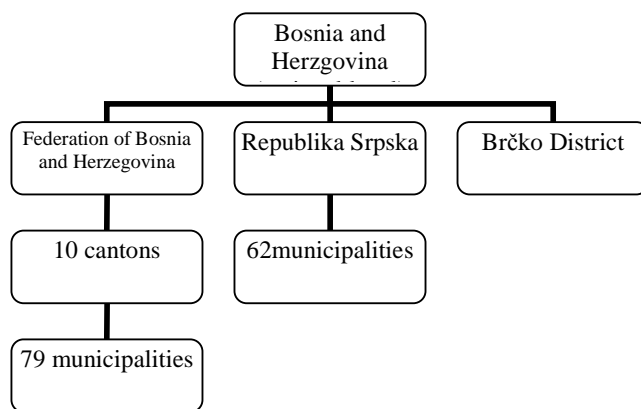 Bosnia and
Herzgovina
Federation of Bosnia
and Herzegovina
Republika Srpska
Brčko District
10 cantons
62municipalities
79 municipalities